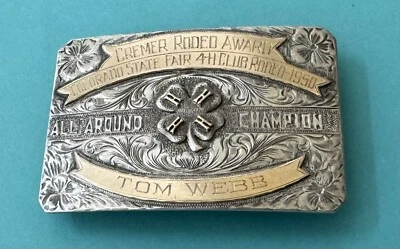 CREMER RODEO AWARD
COLORADO STATE FAIR 4-H CLUB RODEO-1950
H H
ALL-AROUND CHAMPION
H H
TOM WEBB